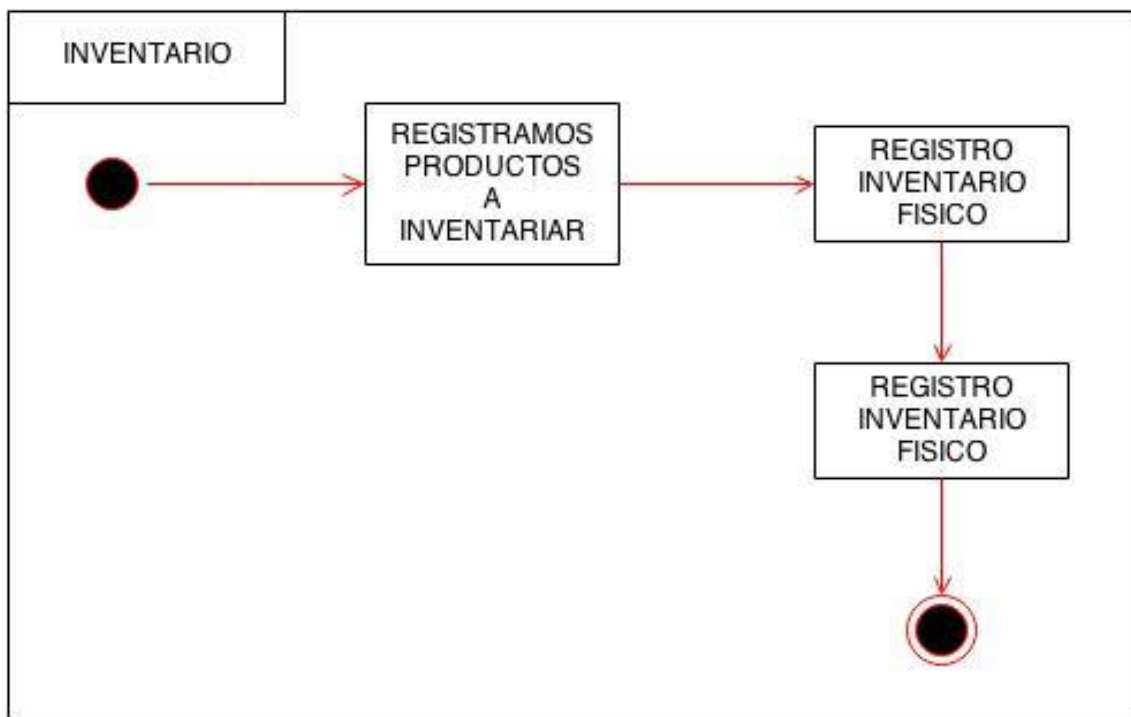 INVENTARIO
REGISTRAMOS
PRODUCTOS
A
INVENTARIAR
REGISTRO
INVENTARIO
FISICO
REGISTRO
INVENTARIO
FISICO